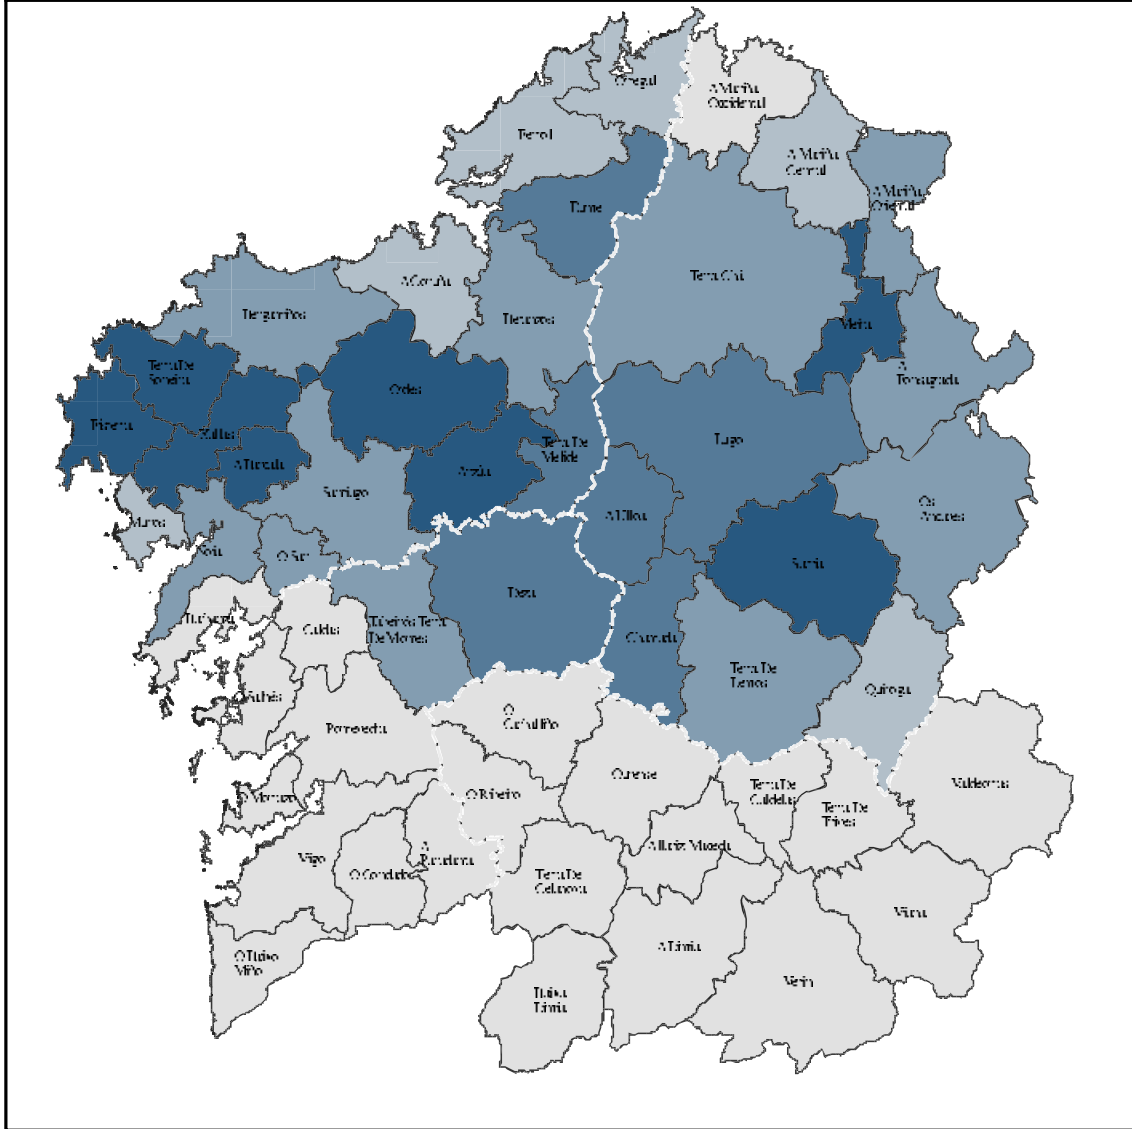 Ortegal
A Mariña
Occidental
Ferrol
A Mariña
Central
A Mariña
Oriental
Eume
Terra Chá
A Coruña
Bergantiños
Betanzos
Meira
Terra De
Soneira
Ordes
A
Fonsagrada
Fisterra
Xallas
A Barcala
Terra De
Melide
Lugo
Arzúa
Santiago
Os
Ancares
Muros
A Ulloa
Noia
O Sar
Sarria
Deza
Barbanza
Caldas
Tabeirós Terra
De Montes
Chantada
Terra De
Lemos
Quiroga
Salnés
O
Carballiño
Pontevedra
Ourense
Valdeorras
O Morrazo
O Ribeiro
Terra De
Caldelas
Terra De
Trives
Vigo
A
Paradanta
Allariz Maceda
O Condado
Terra De
Celanova
Viana
A Limia
O Baixo
Miño
Verín
Baixa
Limia